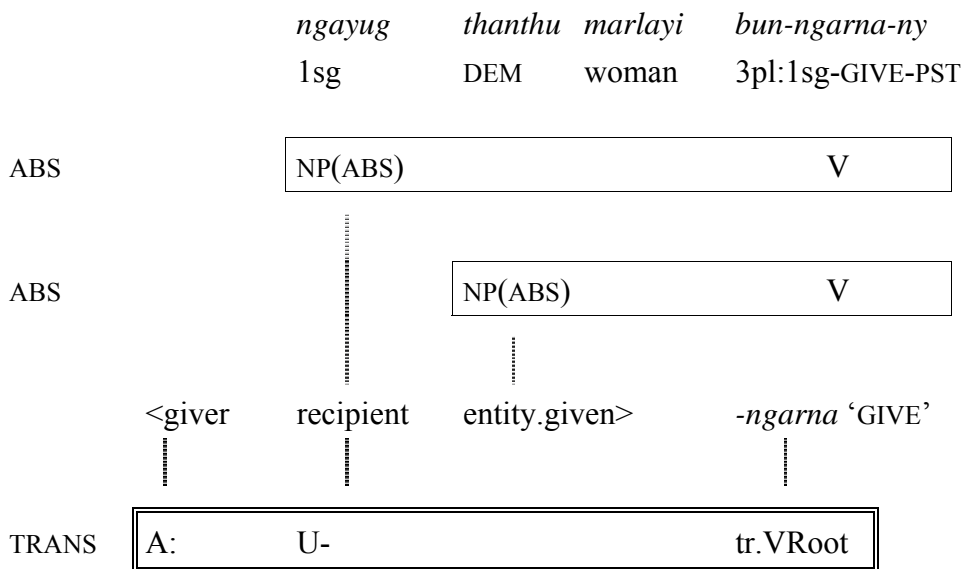 ngayug thanthu marlayi bun-ngarna-ny
1sg DEM woman 3pl:1sg-GIVE-PST
ABS NP(ABS) V
ABS NP(ABS) V
<giver recipient entity.given> -ngarna ‘GIVE’
TRANS A: U- tr.VRoot